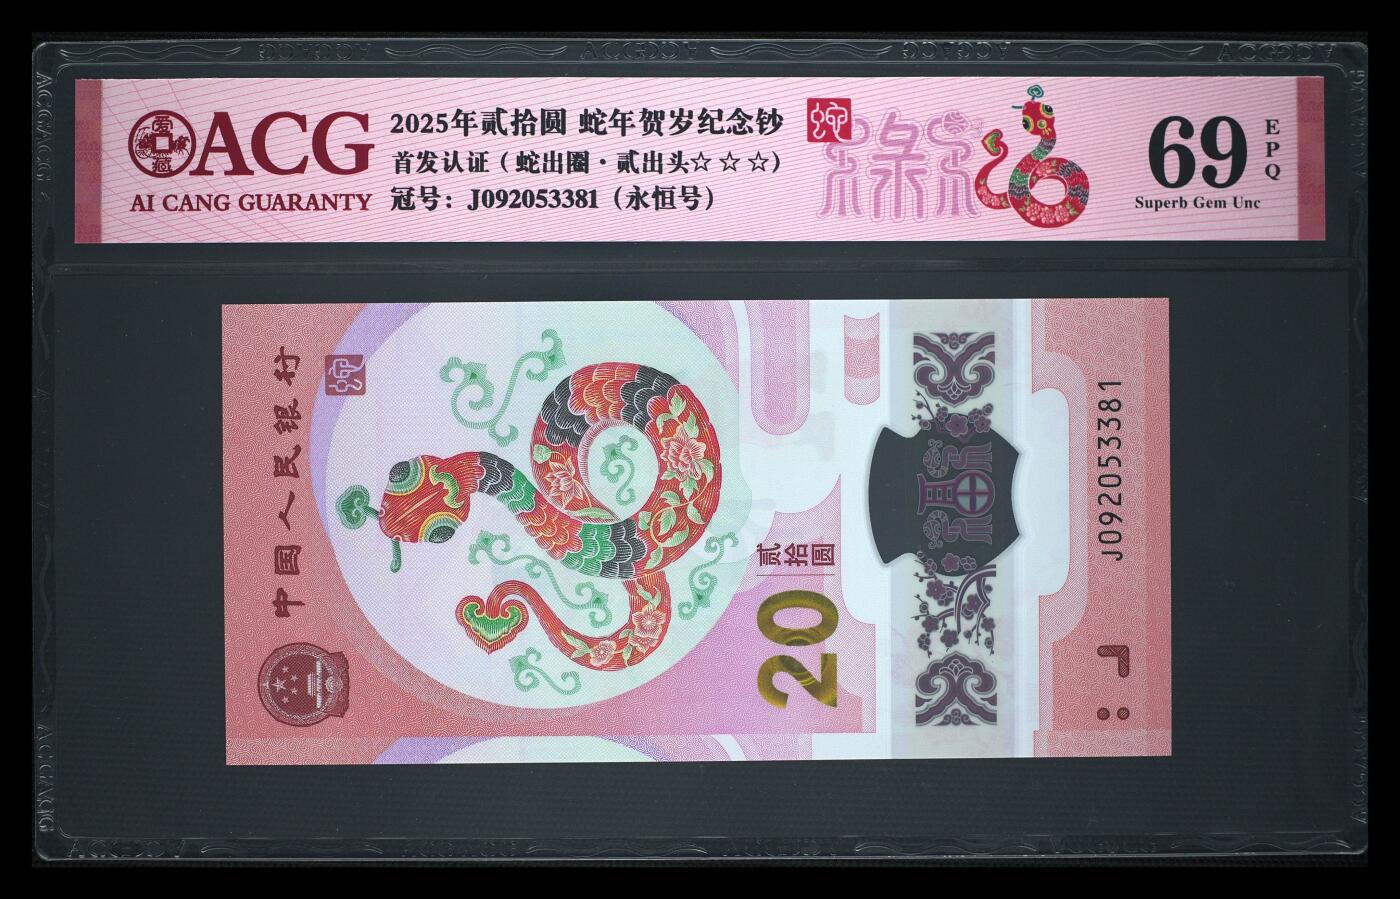 ACG
AI CANG GUARANTY
2025年贰拾圆 蛇年贺岁纪念钞
首发认证（蛇出圈·贰出头☆☆☆）
冠号：J092053381（永恒号）
69
EPQ
Superb Gem Unc
中国人民银行
贰拾圆
20
J092053381